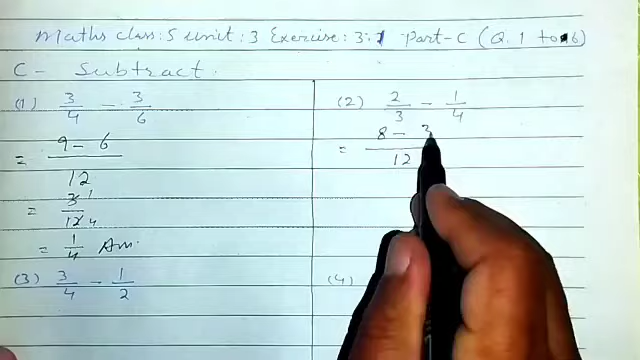 Maths class: 5 unit: 3 Exercise: 3.1 Part-C (Q. 1 to 6)
C- Subtract.
(1) 3/4 - 3/6
= 9 - 6 / 12
= 3 1 / 12 4
= 1/4 Ans.
(2) 2/3 - 1/4
= 8 - 3 / 12
(3) 3/4 - 1/2
(4)